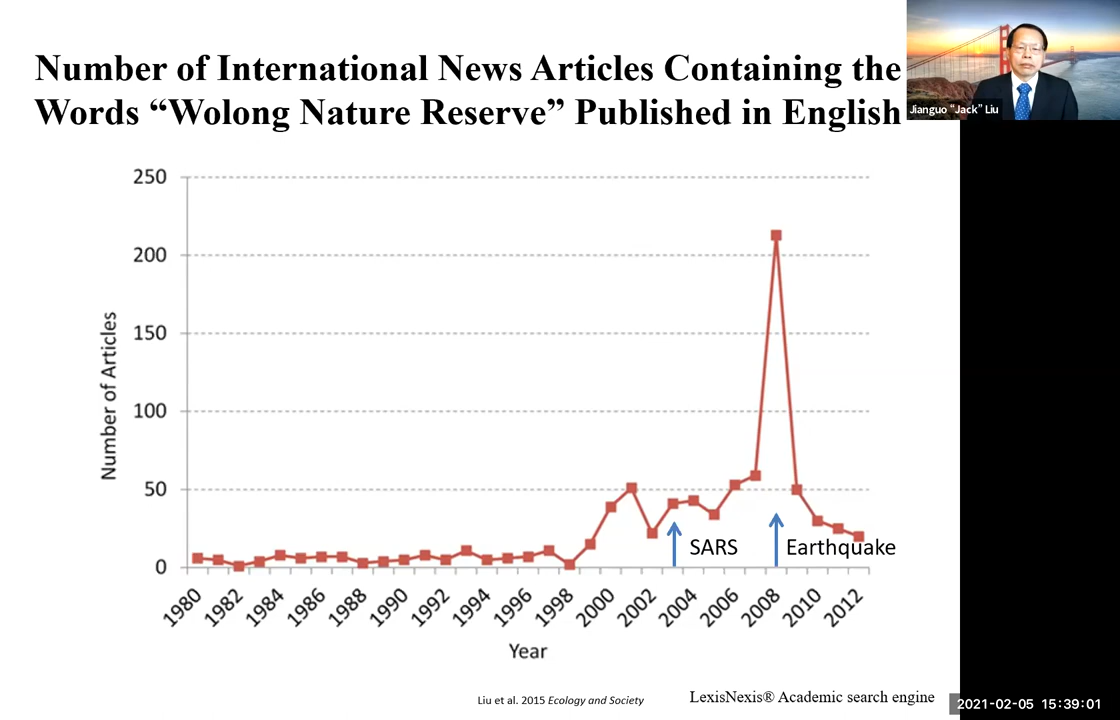 Number of International News Articles Containing the
Words “Wolong Nature Reserve” Published in English
Jianguo "Jack" Liu
250
200
150
100
50
0
Number of Articles
SARS
Earthquake
1980
1982
1984
1986
1988
1990
1992
1994
1996
1998
2000
2002
2004
2006
2008
2010
2012
Year
Liu et al. 2015 Ecology and Society
LexisNexis® Academic search engine
2021-02-05 15:39:01